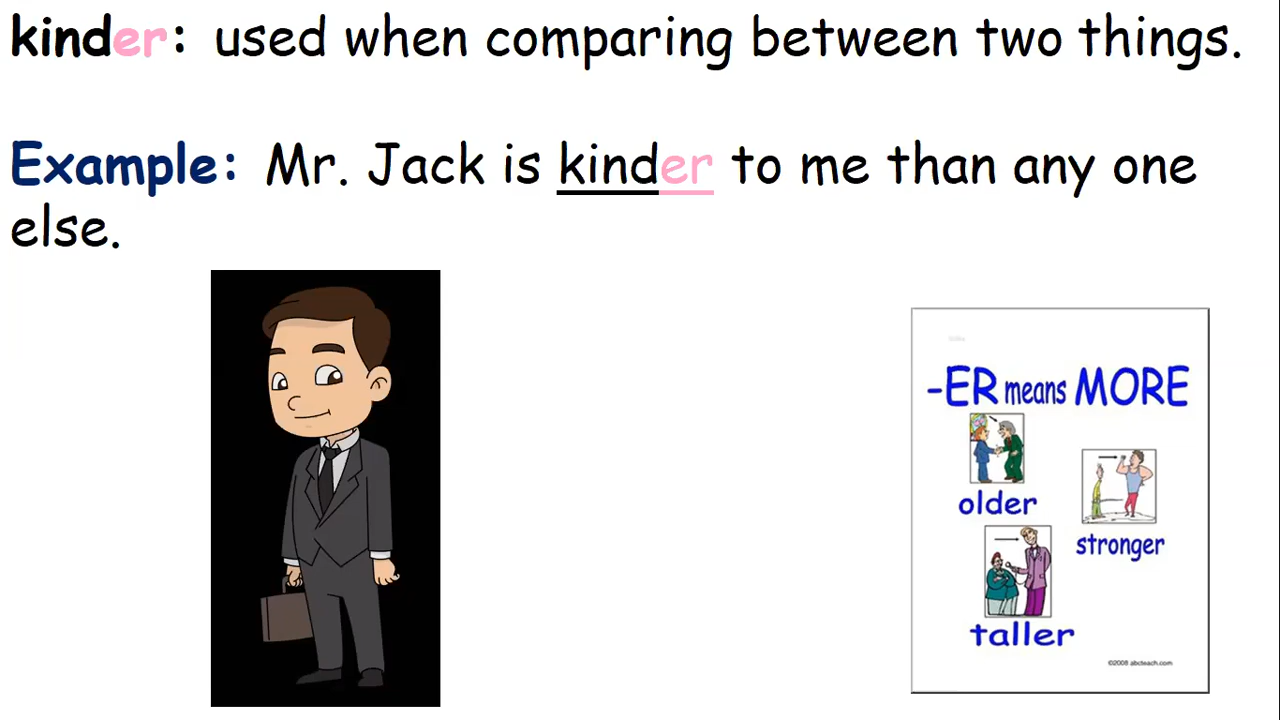 kinder: used when comparing between two things.
Example: Mr. Jack is kinder to me than any one
else.
-ER means MORE
older
stronger
taller
©2008 abcteach.com